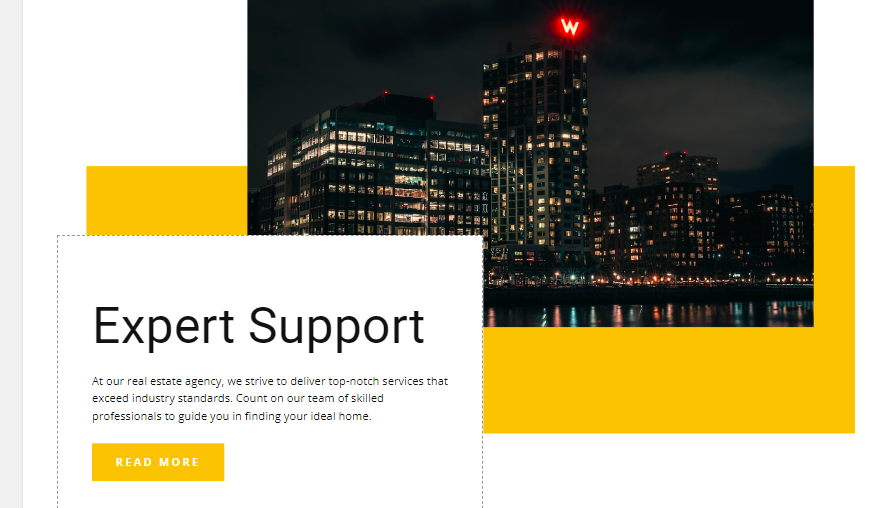 W
Expert Support
At our real estate agency, we strive to deliver top-notch services that
exceed industry standards. Count on our team of skilled
professionals to guide you in finding your ideal home.
READ MORE